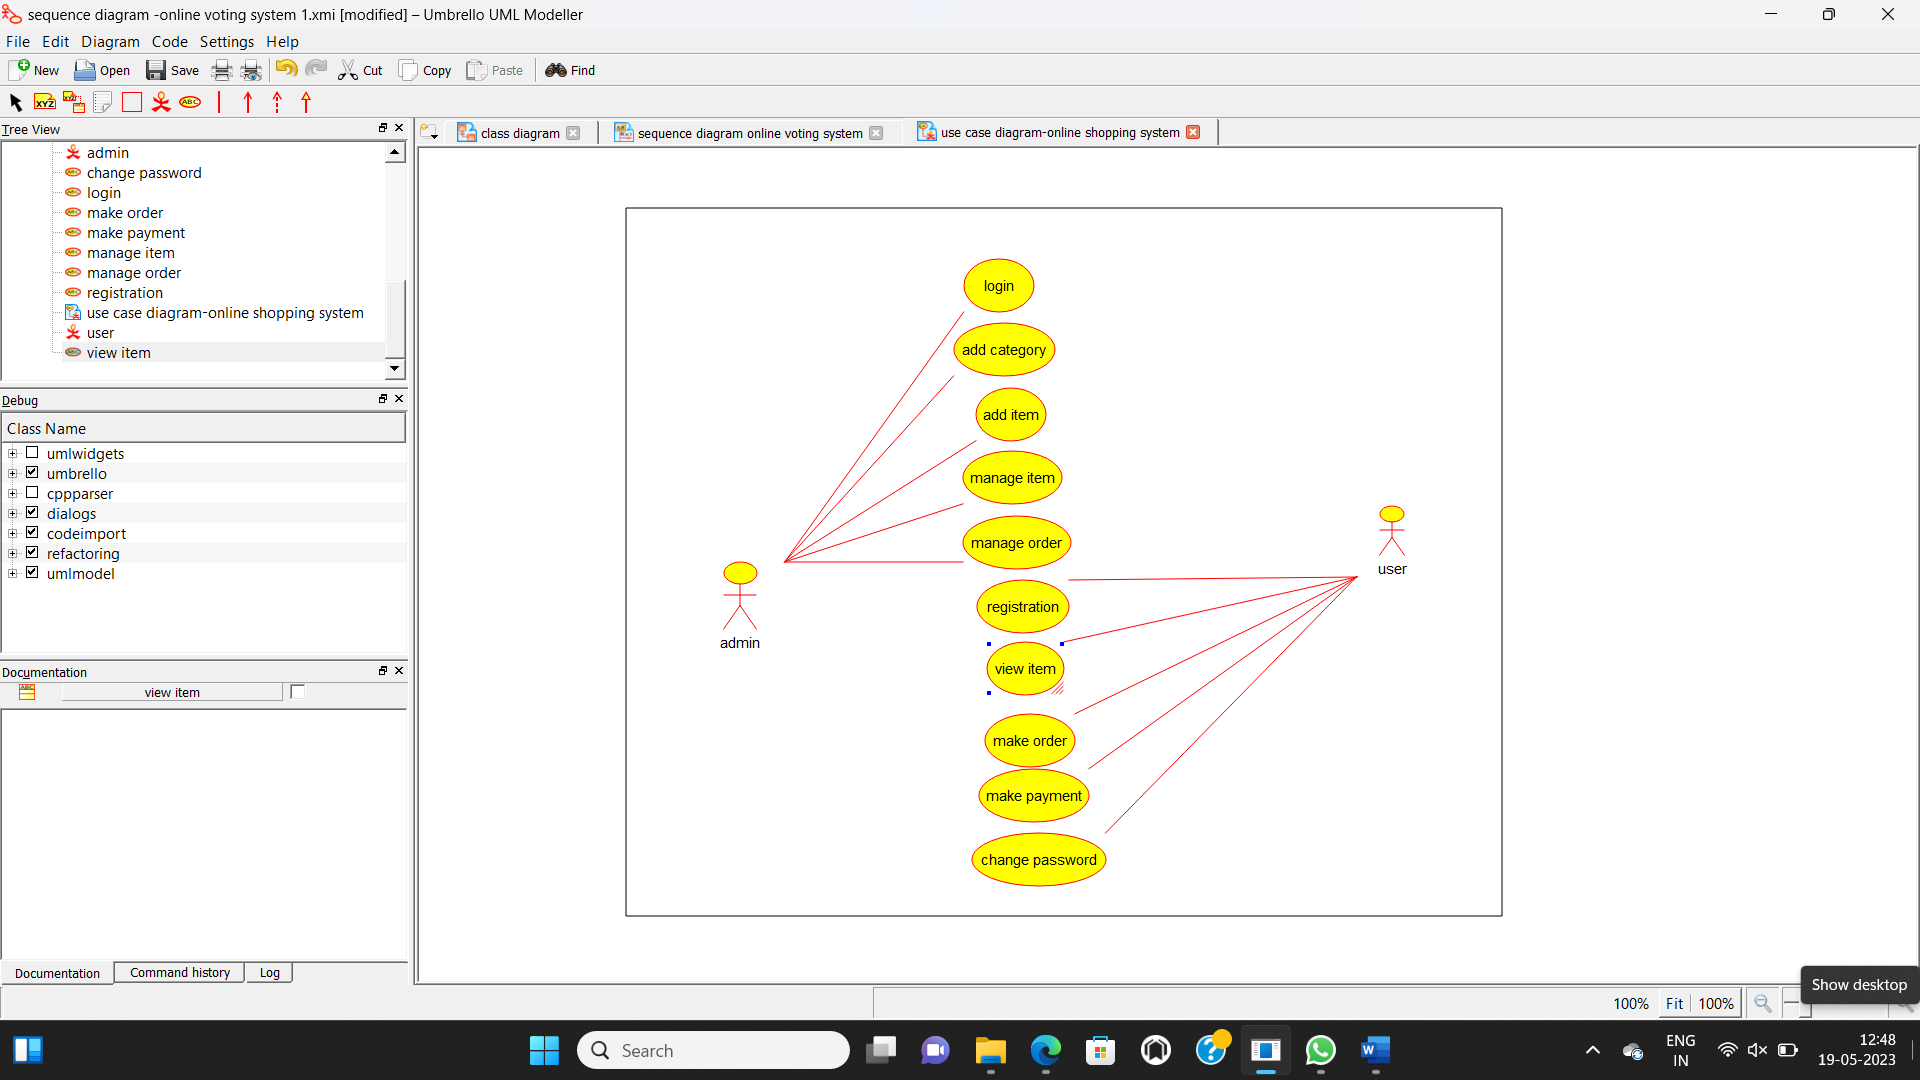 sequence diagram -online voting system 1.xmi [modified] – Umbrello UML Modeller
File Edit Diagram Code Settings Help
New Open Save Cut Copy Paste Find
XYZ XYZ ABC
Tree View
class diagram sequence diagram online voting system use case diagram-online shopping system
admin
change password
login
make order
make payment
manage item
manage order
registration
use case diagram-online shopping system
user
view item
Debug
Class Name
umlwidgets
umbrello
cppparser
dialogs
codeimport
refactoring
umlmodel
Documentation
view item
Documentation Command history Log
login
add category
add item
manage item
manage order
registration
view item
make order
make payment
change password
admin
user
100% Fit 100%
Show desktop
Search
ENG
IN
12:48
19-05-2023